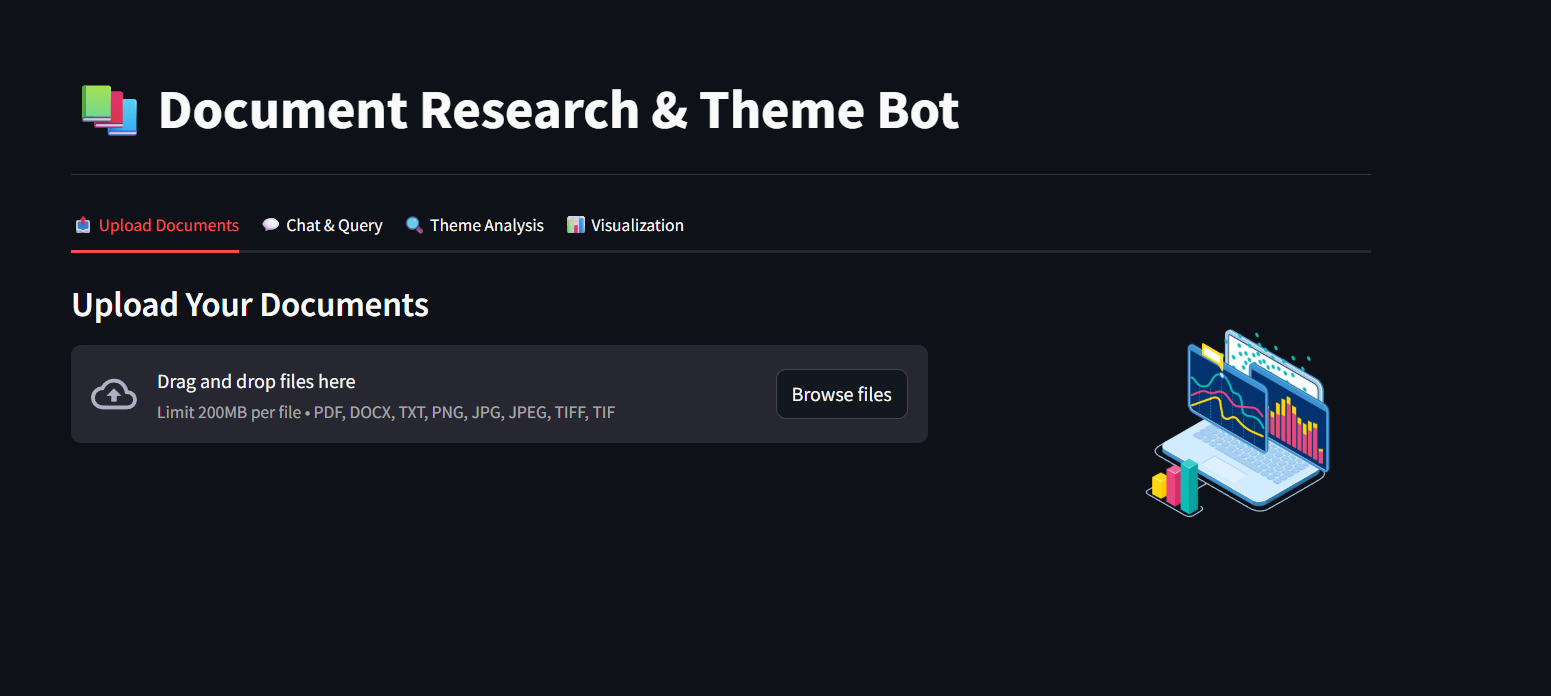 Document Research & Theme Bot
Upload Documents
Chat & Query
Theme Analysis
Visualization
Upload Your Documents
Drag and drop files here
Limit 200MB per file • PDF, DOCX, TXT, PNG, JPG, JPEG, TIFF, TIF
Browse files